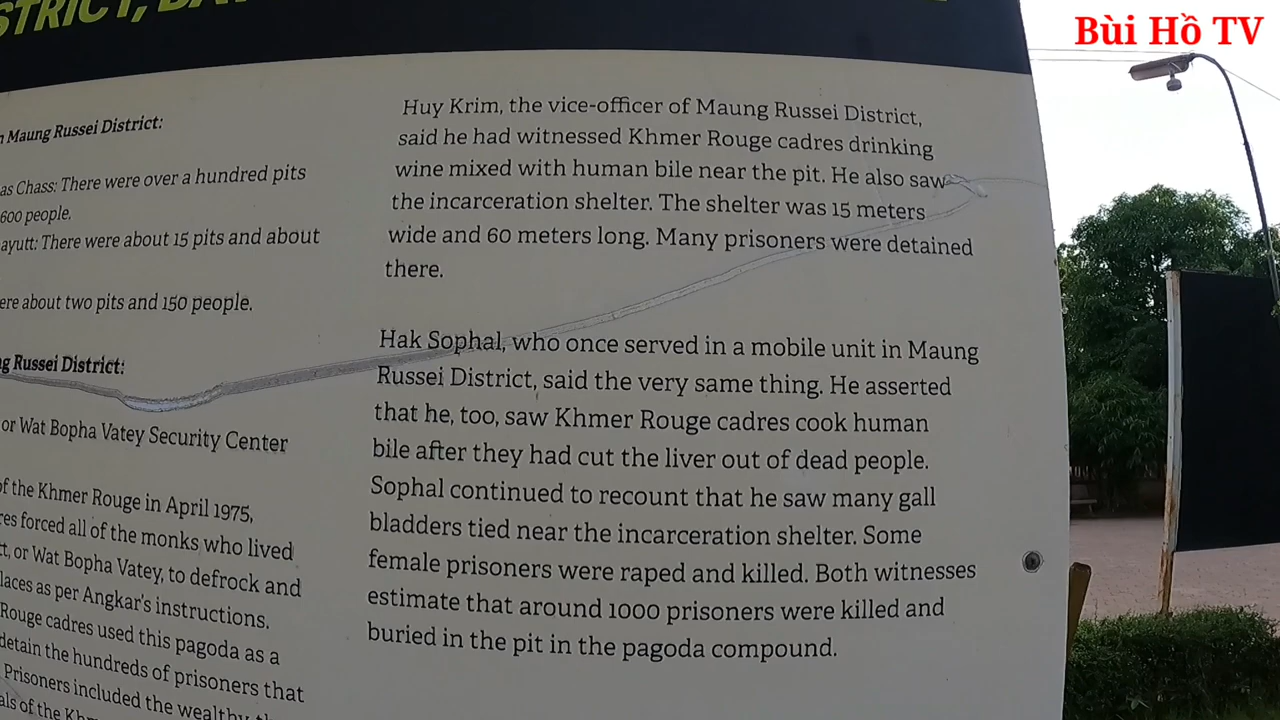 STRICT,
Bùi Hồ TV
Maung Russei District:
as Chass: There were over a hundred pits
600 people.
ayutt: There were about 15 pits and about
ere about two pits and 150 people.
g Russei District:
or Wat Bopha Vatey Security Center
of the Khmer Rouge in April 1975,
res forced all of the monks who lived
t, or Wat Bopha Vatey, to defrock and
laces as per Angkar's instructions.
Rouge cadres used this pagoda as a
detain the hundreds of prisoners that
Prisoners included the wealthy
als of the
Huy Krim, the vice-officer of Maung Russei District,
said he had witnessed Khmer Rouge cadres drinking
wine mixed with human bile near the pit. He also saw
the incarceration shelter. The shelter was 15 meters
wide and 60 meters long. Many prisoners were detained
there.
Hak Sophal, who once served in a mobile unit in Maung
Russei District, said the very same thing. He asserted
that he, too, saw Khmer Rouge cadres cook human
bile after they had cut the liver out of dead people.
Sophal continued to recount that he saw many gall
bladders tied near the incarceration shelter. Some
female prisoners were raped and killed. Both witnesses
estimate that around 1000 prisoners were killed and
buried in the pit in the pagoda compound.